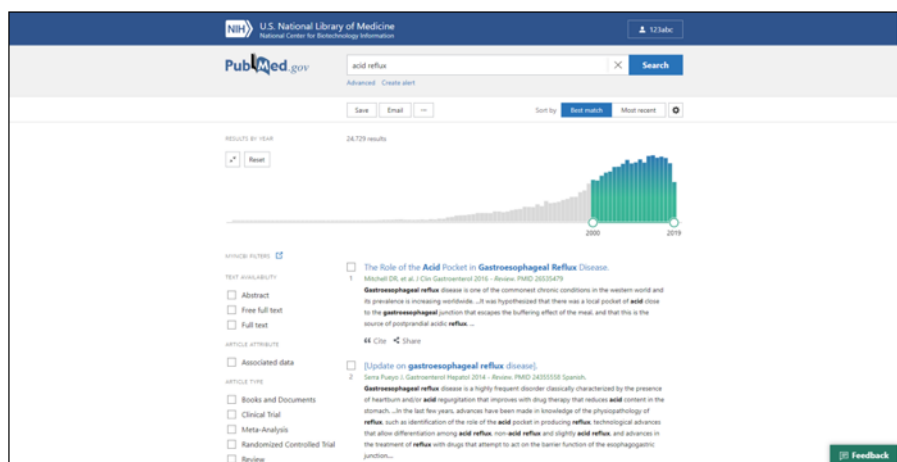 NIH U.S. National Library of Medicine
National Center for Biotechnology Information
123abc
PubMed.gov
acid reflux
Search
Advanced Create alert
Save Email ...
Sort by Best match Most recent
RESULTS BY YEAR
24,729 results
Reset
2000 2019
MYNCBI FILTERS
The Role of the Acid Pocket in Gastroesophageal Reflux Disease.
1 Mitchell DR, et al. J Clin Gastroenterol 2016 - Review. PMID 26535479
TEXT AVAILABILITY
Gastroesophageal reflux disease is one of the commonest chronic conditions in the western world and
its prevalence is increasing worldwide. ...It was hypothesized that there was a local pocket of acid close
to the gastroesophageal junction that escapes the buffering effect of the meal, and that this is the
source of postprandial acidic reflux. ...
Abstract
Free full text
Full text
Cite Share
ARTICLE ATTRIBUTE
Associated data
[Update on gastroesophageal reflux disease].
2 Serra Pueyo J. Gastroenterol Hepatol 2014 - Review. PMID 24355558 Spanish.
ARTICLE TYPE
Gastroesophageal reflux disease is a highly frequent disorder classically characterized by the presence
of heartburn and/or acid regurgitation that improves with drug therapy that reduces acid content in the
stomach. ...In the last few years, advances have been made in knowledge of the physiopathology of
reflux, such as identification of the role of the acid pocket in producing reflux, technological advances
that allow differentiation among acid reflux, non-acid reflux and slightly acid reflux, and advances in
the treatment of reflux with drugs that attempt to act on the barrier function of the esophagogastric
junction....
Books and Documents
Clinical Trial
Meta-Analysis
Randomized Controlled Trial
Review
Feedback